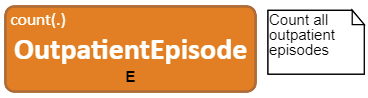 count(.)
OutpatientEpisode
E
Count all
outpatient
episodes